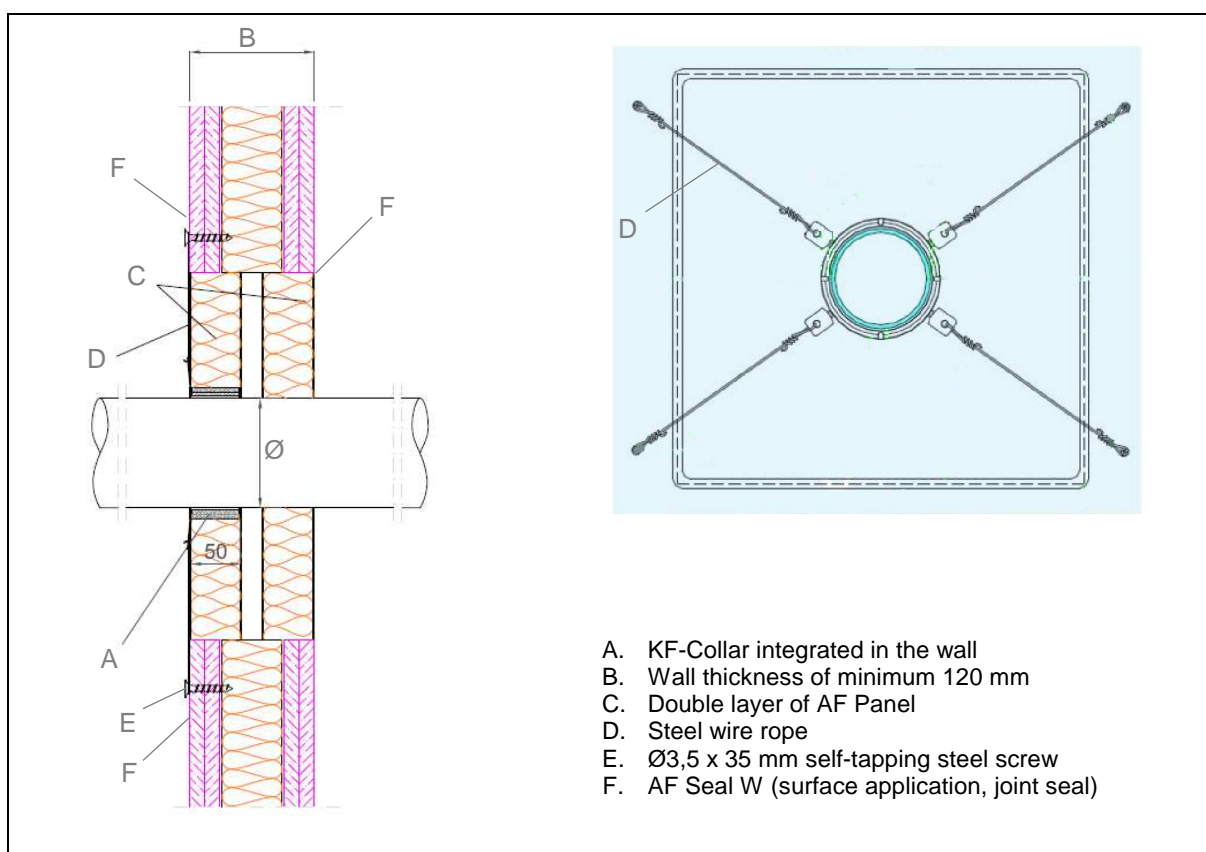 B
F
F
C
D
D
Ø
50
A
E
F
A. KF-Collar integrated in the wall
B. Wall thickness of minimum 120 mm
C. Double layer of AF Panel
D. Steel wire rope
E. Ø3,5 x 35 mm self-tapping steel screw
F. AF Seal W (surface application, joint seal)